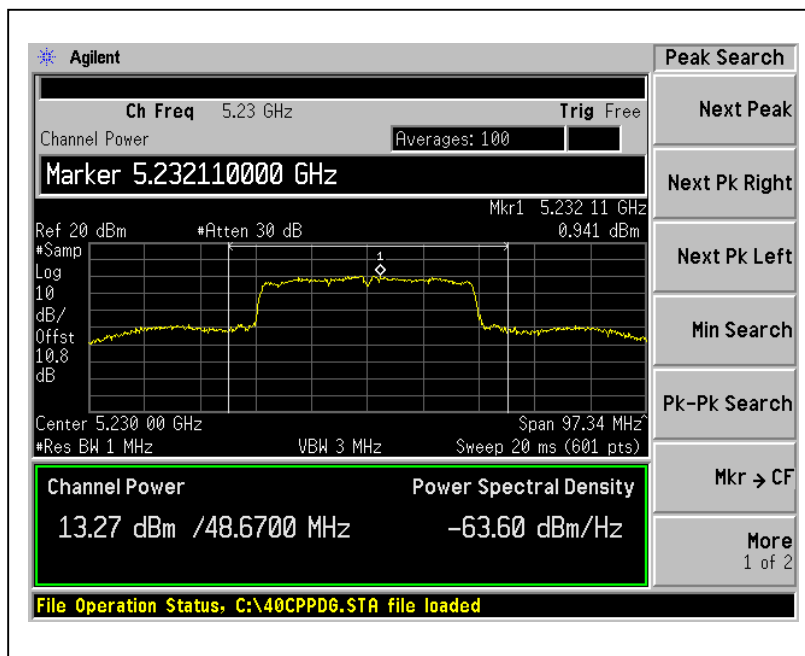 Agilent
Peak Search
Ch Freq 5.23 GHz Trig Free
Channel Power Averages: 100
Marker 5.232110000 GHz
Mkr1 5.232 11 GHz
Ref 20 dBm #Atten 30 dB 0.941 dBm
#Samp
Log
10
dB/
Offst
10.8
dB
1
Center 5.230 00 GHz Span 97.34 MHz^
#Res BW 1 MHz VBW 3 MHz Sweep 20 ms (601 pts)
Channel Power Power Spectral Density
13.27 dBm /48.6700 MHz -63.60 dBm/Hz
File Operation Status, C:\40CPPDG.STA file loaded
Next Peak
Next Pk Right
Next Pk Left
Min Search
Pk-Pk Search
Mkr → CF
More
1 of 2